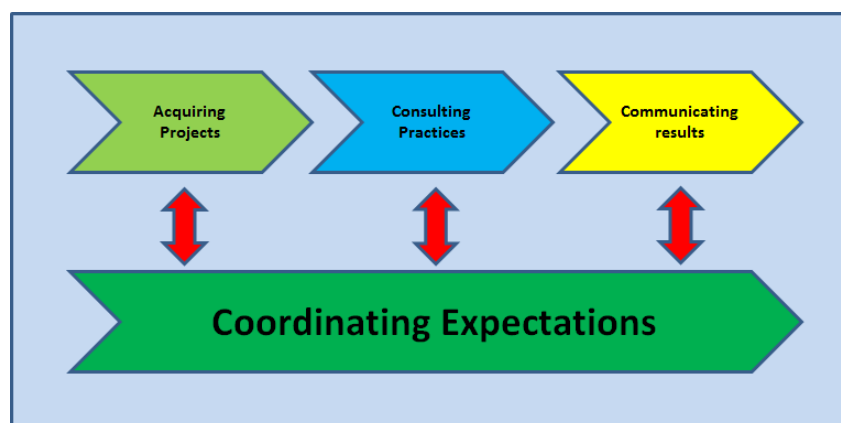 Acquiring
Projects
Consulting
Practices
Communicating
results
Coordinating Expectations